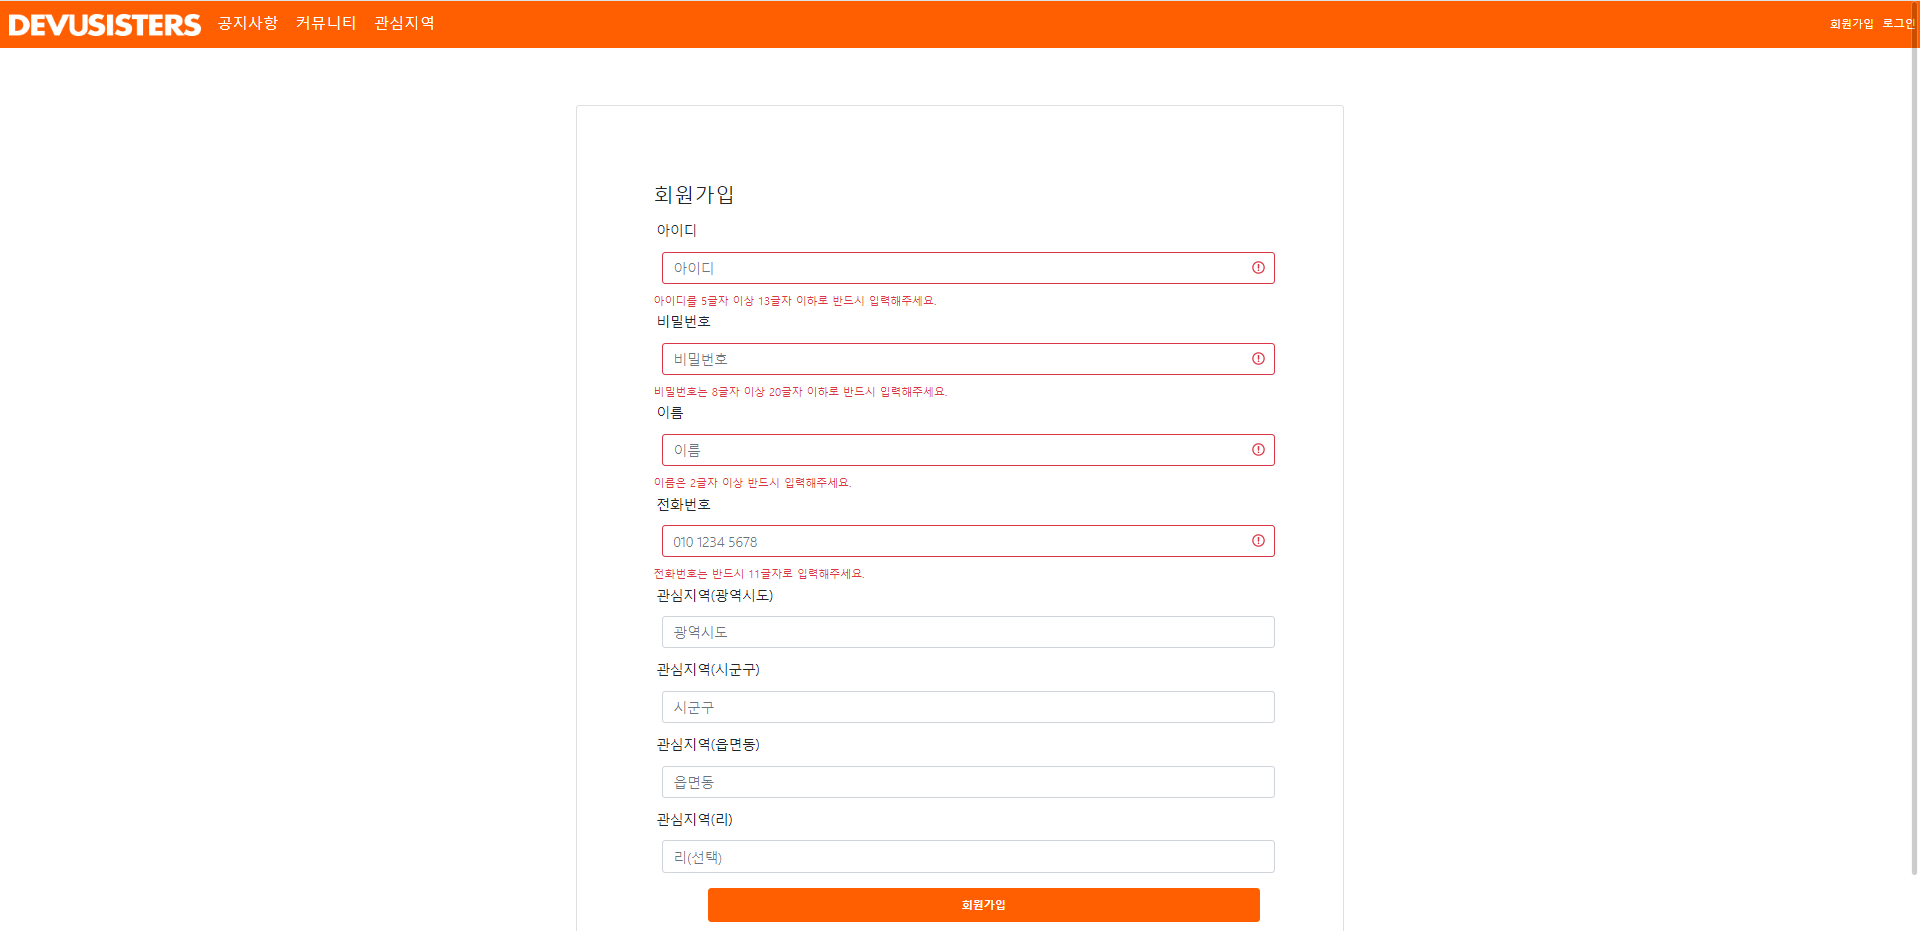 DEVUSISTERS 공지사항 커뮤니티 관심지역 회원가입 로그인
회원가입
아이디
아이디
아이디를 5글자 이상 13글자 이하로 반드시 입력해주세요.
비밀번호
비밀번호
비밀번호는 8글자 이상 20글자 이하로 반드시 입력해주세요.
이름
이름
이름은 2글자 이상 반드시 입력해주세요.
전화번호
010 1234 5678
전화번호는 반드시 11글자로 입력해주세요.
관심지역(광역시도)
광역시도
관심지역(시군구)
시군구
관심지역(읍면동)
읍면동
관심지역(리)
리(선택)
회원가입